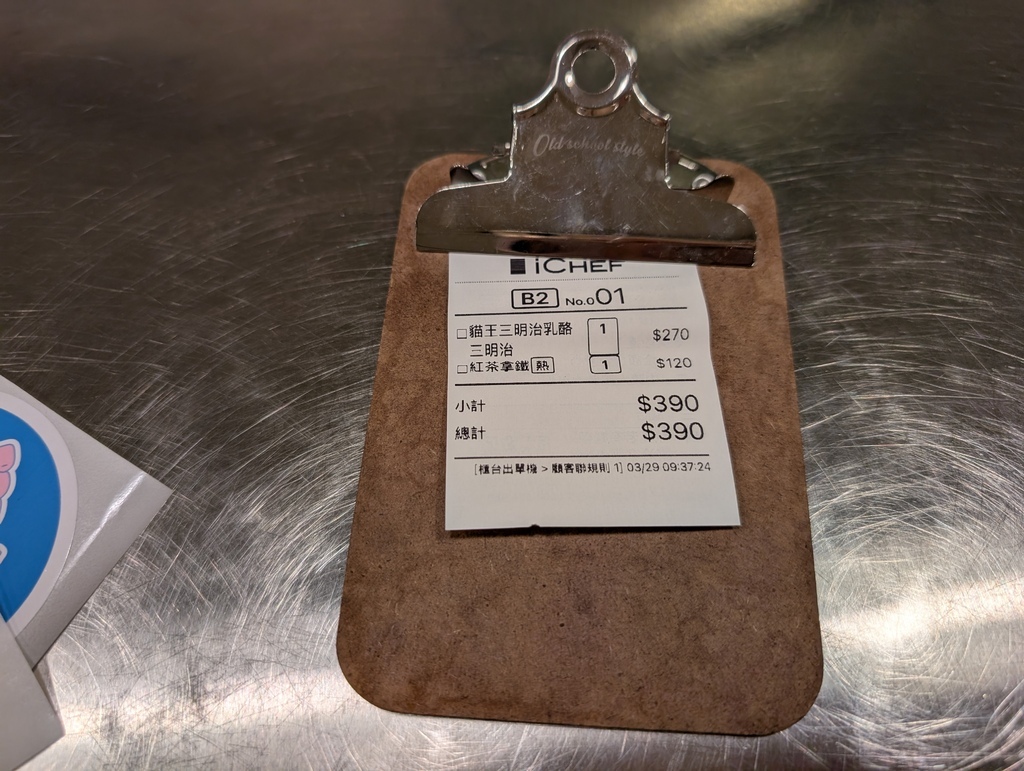 Old school style
iCHEF
B2 No.001
□貓王三明治乳酪 1 $270
三明治
□紅茶拿鐵 熱 1 $120
小計 $390
總計 $390
[櫃台出單機 > 顧客聯規則 1] 03/29 09:37:24